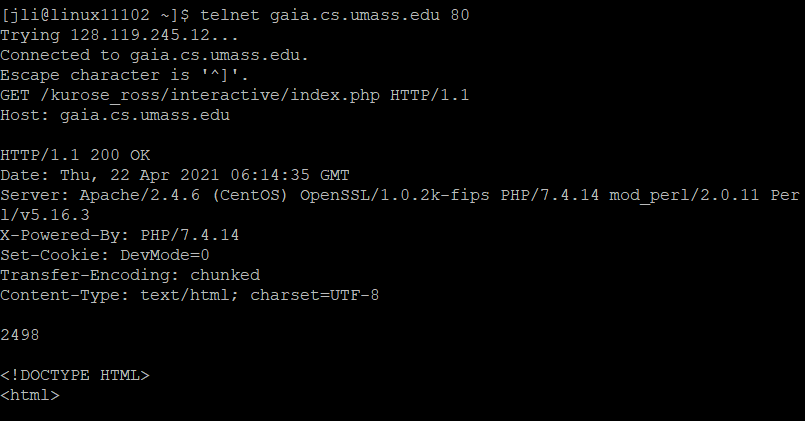 [jli@linux11102 ~]$ telnet gaia.cs.umass.edu 80
Trying 128.119.245.12...
Connected to gaia.cs.umass.edu.
Escape character is '^]'.
GET /kurose_ross/interactive/index.php HTTP/1.1
Host: gaia.cs.umass.edu

HTTP/1.1 200 OK
Date: Thu, 22 Apr 2021 06:14:35 GMT
Server: Apache/2.4.6 (CentOS) OpenSSL/1.0.2k-fips PHP/7.4.14 mod_perl/2.0.11 Per
l/v5.16.3
X-Powered-By: PHP/7.4.14
Set-Cookie: DevMode=0
Transfer-Encoding: chunked
Content-Type: text/html; charset=UTF-8

2498

<!DOCTYPE HTML>
<html>